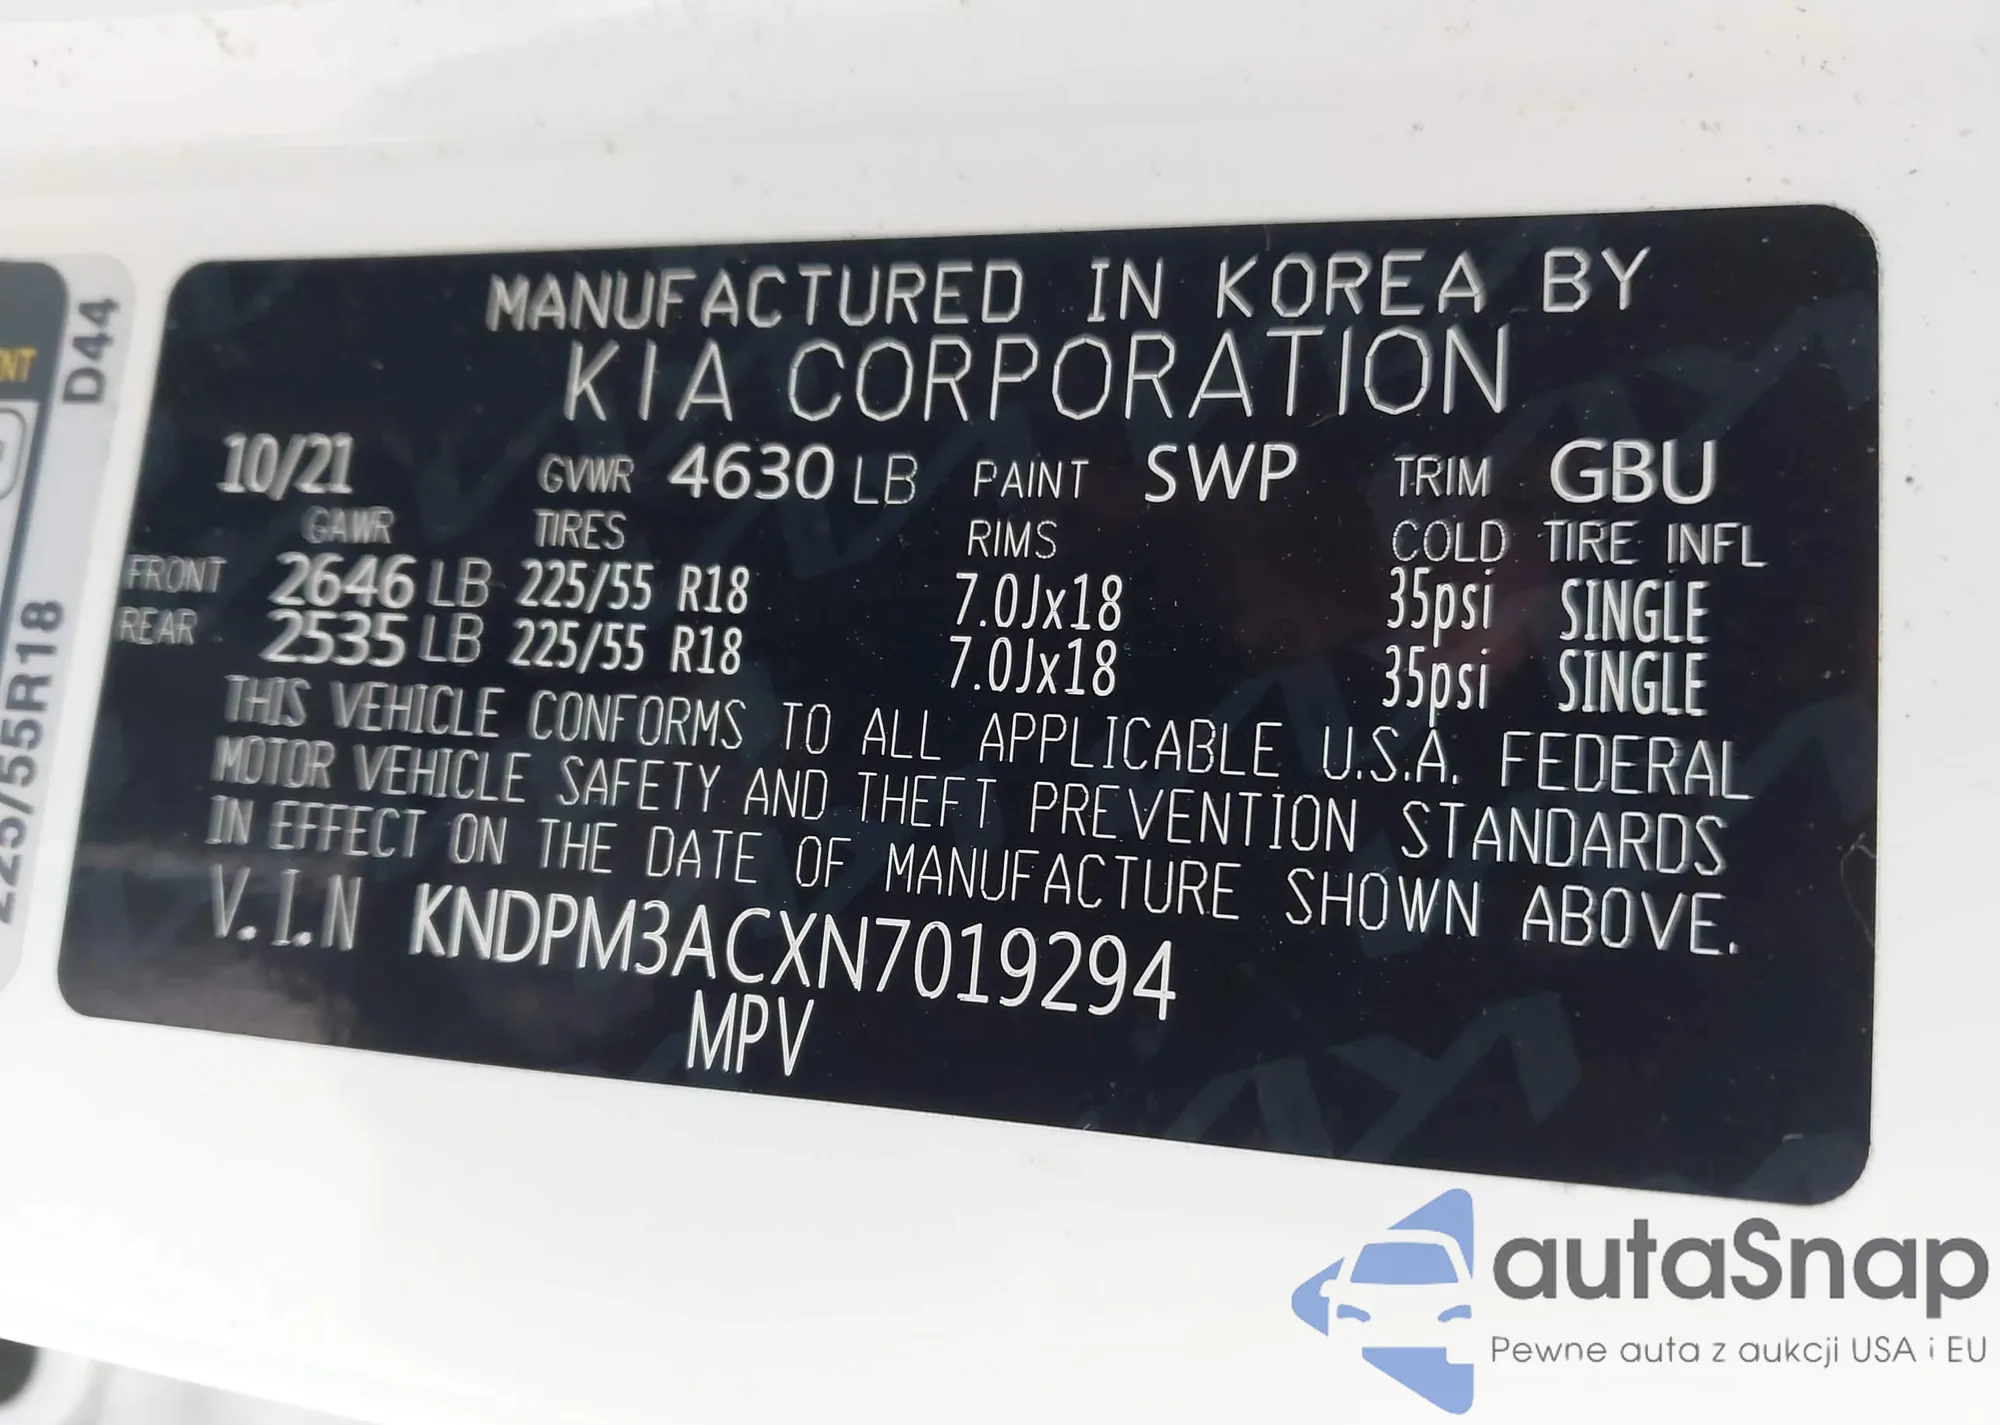 MANUFACTURED IN KOREA BY
KIA CORPORATION
10/21 GVWR 4630 LB PAINT SWP TRIM GBU
GAWR TIRES RIMS COLD TIRE INFL
FRONT 2646 LB 225/55 R18 7.0Jx18 35psi SINGLE
REAR 2535 LB 225/55 R18 7.0Jx18 35psi SINGLE
THIS VEHICLE CONFORMS TO ALL APPLICABLE U.S.A. FEDERAL
MOTOR VEHICLE SAFETY AND THEFT PREVENTION STANDARDS
IN EFFECT ON THE DATE OF MANUFACTURE SHOWN ABOVE.
V.I.N KNDPM3ACXN7019294
MPV
D44
225/55R18
autaSnap
Pewne auta z aukcji USA i EU